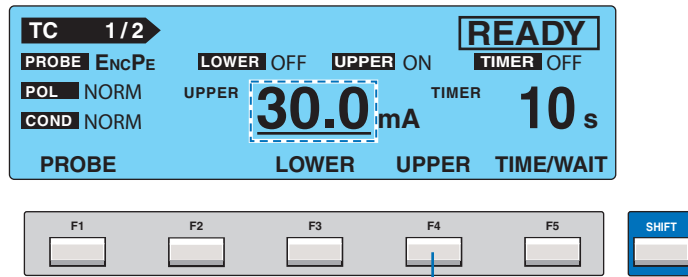 TC 1/2 READY
PROBE ENCPE LOWER OFF UPPER ON TIMER OFF
POL NORM UPPER 30.0 mA TIMER 10 s
COND NORM
PROBE LOWER UPPER TIME/WAIT
F1 F2 F3 F4 F5 SHIFT